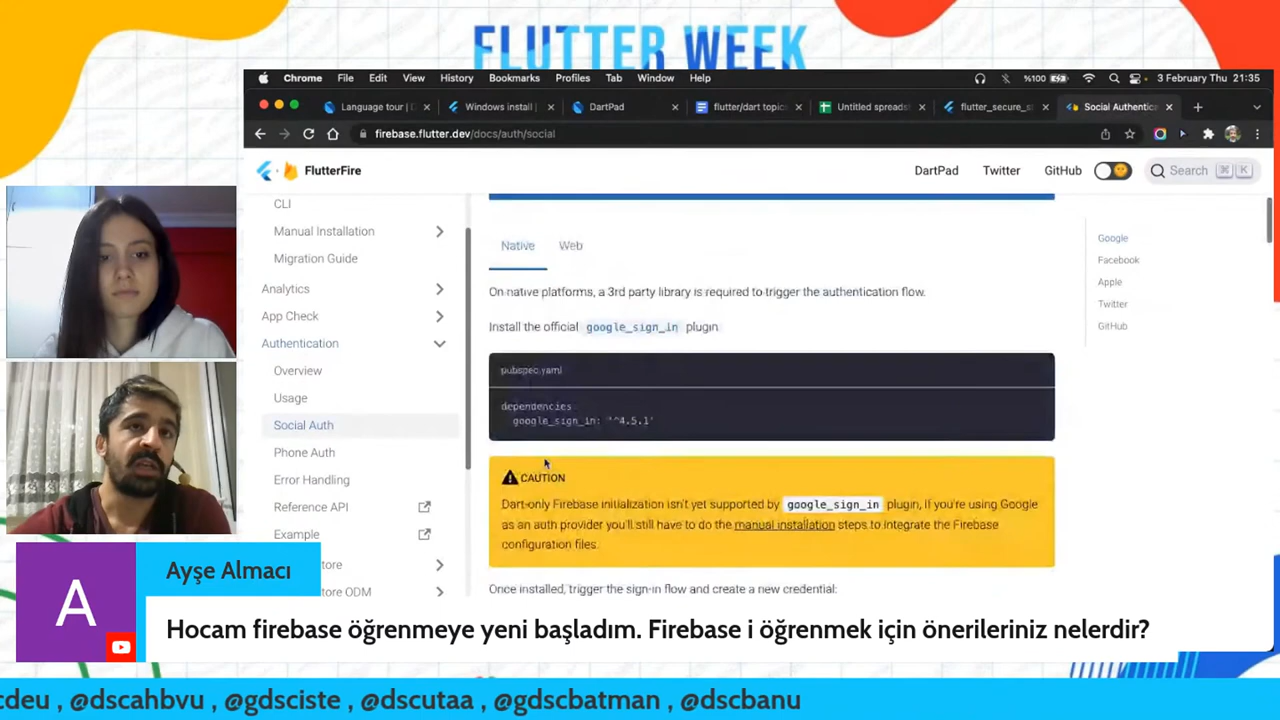 FLUTTER WEEK
Chrome File Edit View History Bookmarks Profiles Tab Window Help %100 3 February Thu 21:35
Language tour | D Windows install | DartPad flutter/dart topic Untitled spreads flutter_secure_s Social Authentic
firebase.flutter.dev/docs/auth/social
FlutterFire DartPad Twitter GitHub Search ⌘ K
CLI
Manual Installation
Migration Guide
Analytics
App Check
Authentication
Overview
Usage
Social Auth
Phone Auth
Error Handling
Reference API
Example
tore
tore ODM
Native Web
On native platforms, a 3rd party library is required to trigger the authentication flow.
Install the official google_sign_in plugin
pubspec.yaml
dependencies
google_sign_in: '^4.5.1'
CAUTION
Dart-only Firebase initialization isn't yet supported by google_sign_in plugin, If you're using Google
as an auth provider you'll still have to do the manual installation steps to integrate the Firebase
configuration files.
Once installed, trigger the sign-in flow and create a new credential:
Google
Facebook
Apple
Twitter
GitHub
A
Ayşe Almacı
Hocam firebase öğrenmeye yeni başladım. Firebase i öğrenmek için önerileriniz nelerdir?
cdeu , @dscahbvu , @gdsciste , @dscutaa , @gdscbatman , @dscbanu